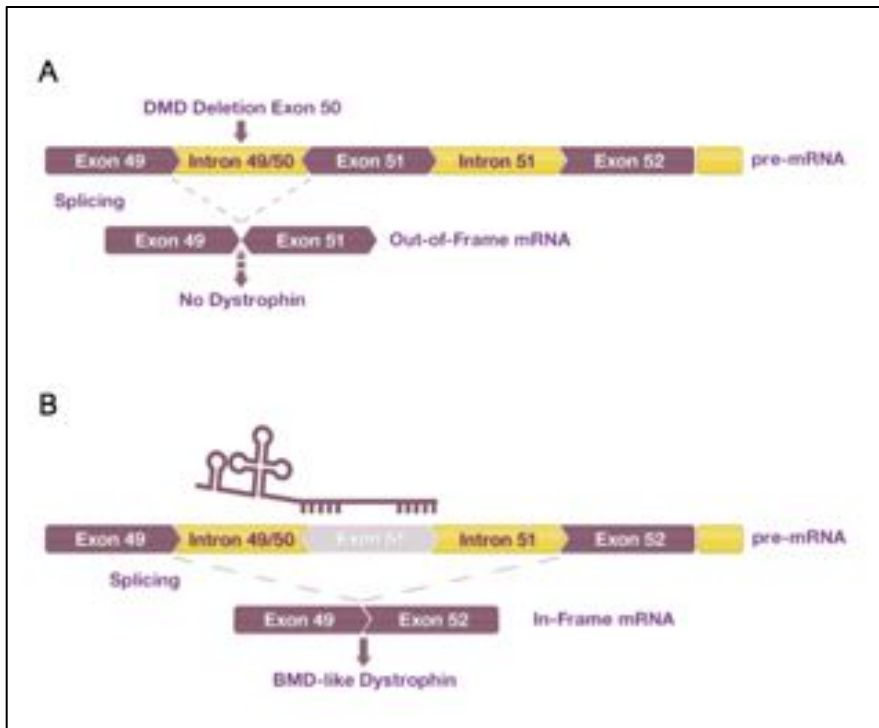 A
DMD Deletion Exon 50
Exon 49 Intron 49/50 Exon 51 Intron 51 Exon 52 pre-mRNA
Splicing
Exon 49 Exon 51 Out-of-Frame mRNA
No Dystrophin
B
Exon 49 Intron 49/50 Exon 51 Intron 51 Exon 52 pre-mRNA
Splicing
Exon 49 Exon 52 In-Frame mRNA
BMD-like Dystrophin